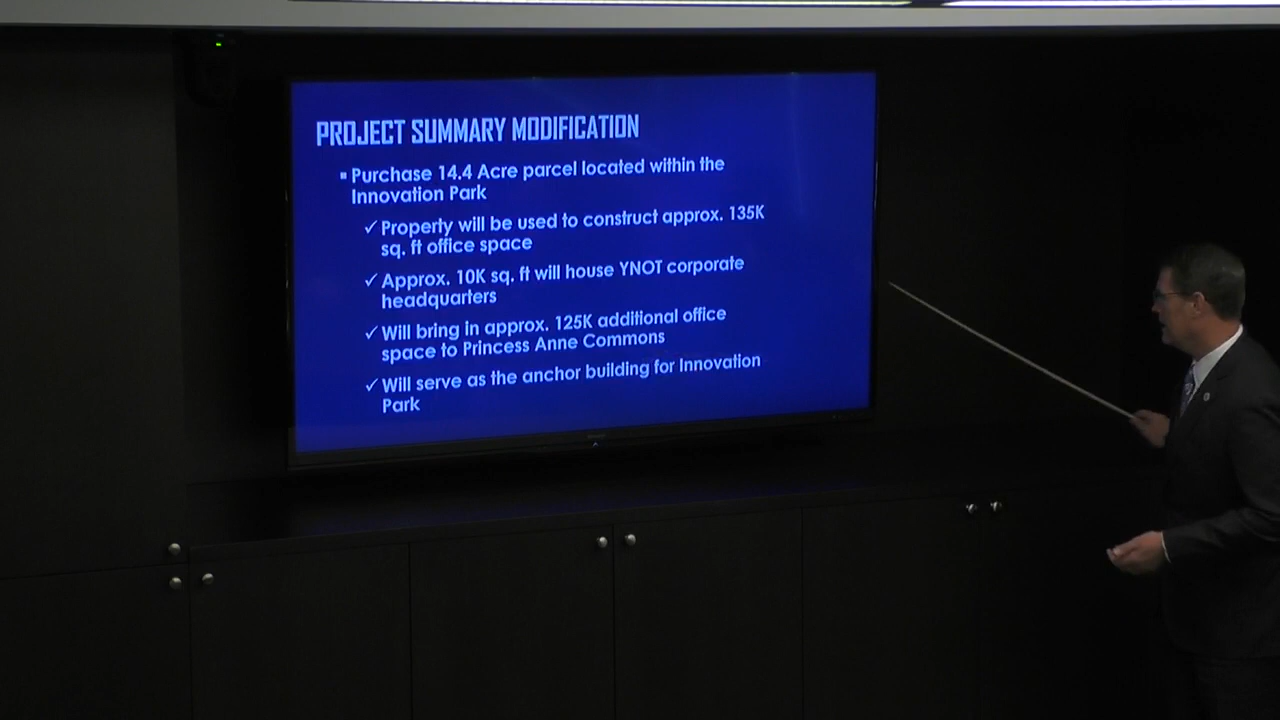 PROJECT SUMMARY MODIFICATION
▪ Purchase 14.4 Acre parcel located within the
Innovation Park
✓ Property will be used to construct approx. 135K
sq. ft office space
✓ Approx. 10K sq. ft will house YNOT corporate
headquarters
✓ Will bring in approx. 125K additional office
space to Princess Anne Commons
✓ Will serve as the anchor building for Innovation
Park